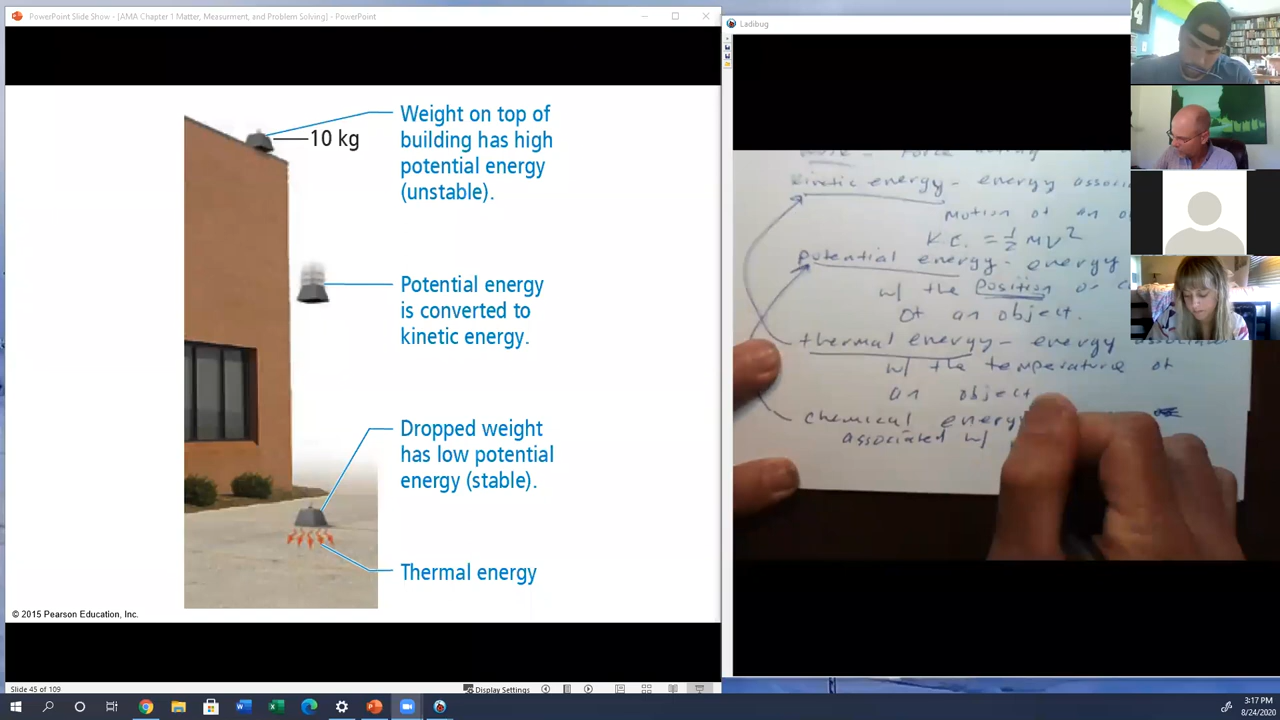 PowerPoint Slide Show - [AMA Chapter 1 Matter, Measurment, and Problem Solving] - PowerPoint
Weight on top of
building has high
potential energy
(unstable).
10 kg
Potential energy
is converted to
kinetic energy.
Dropped weight
has low potential
energy (stable).
Thermal energy
© 2015 Pearson Education, Inc.
Slide 45 of 109
Display Settings
Ladibug
kinetic energy - energy
Motion of an
K.E. = ½ mv²
Potential energy - energy
w/ the position or
of an object.
thermal energy - energy
w/ the temperature of
an object
chemical energy
associated w/
4
3:17 PM
8/24/2020